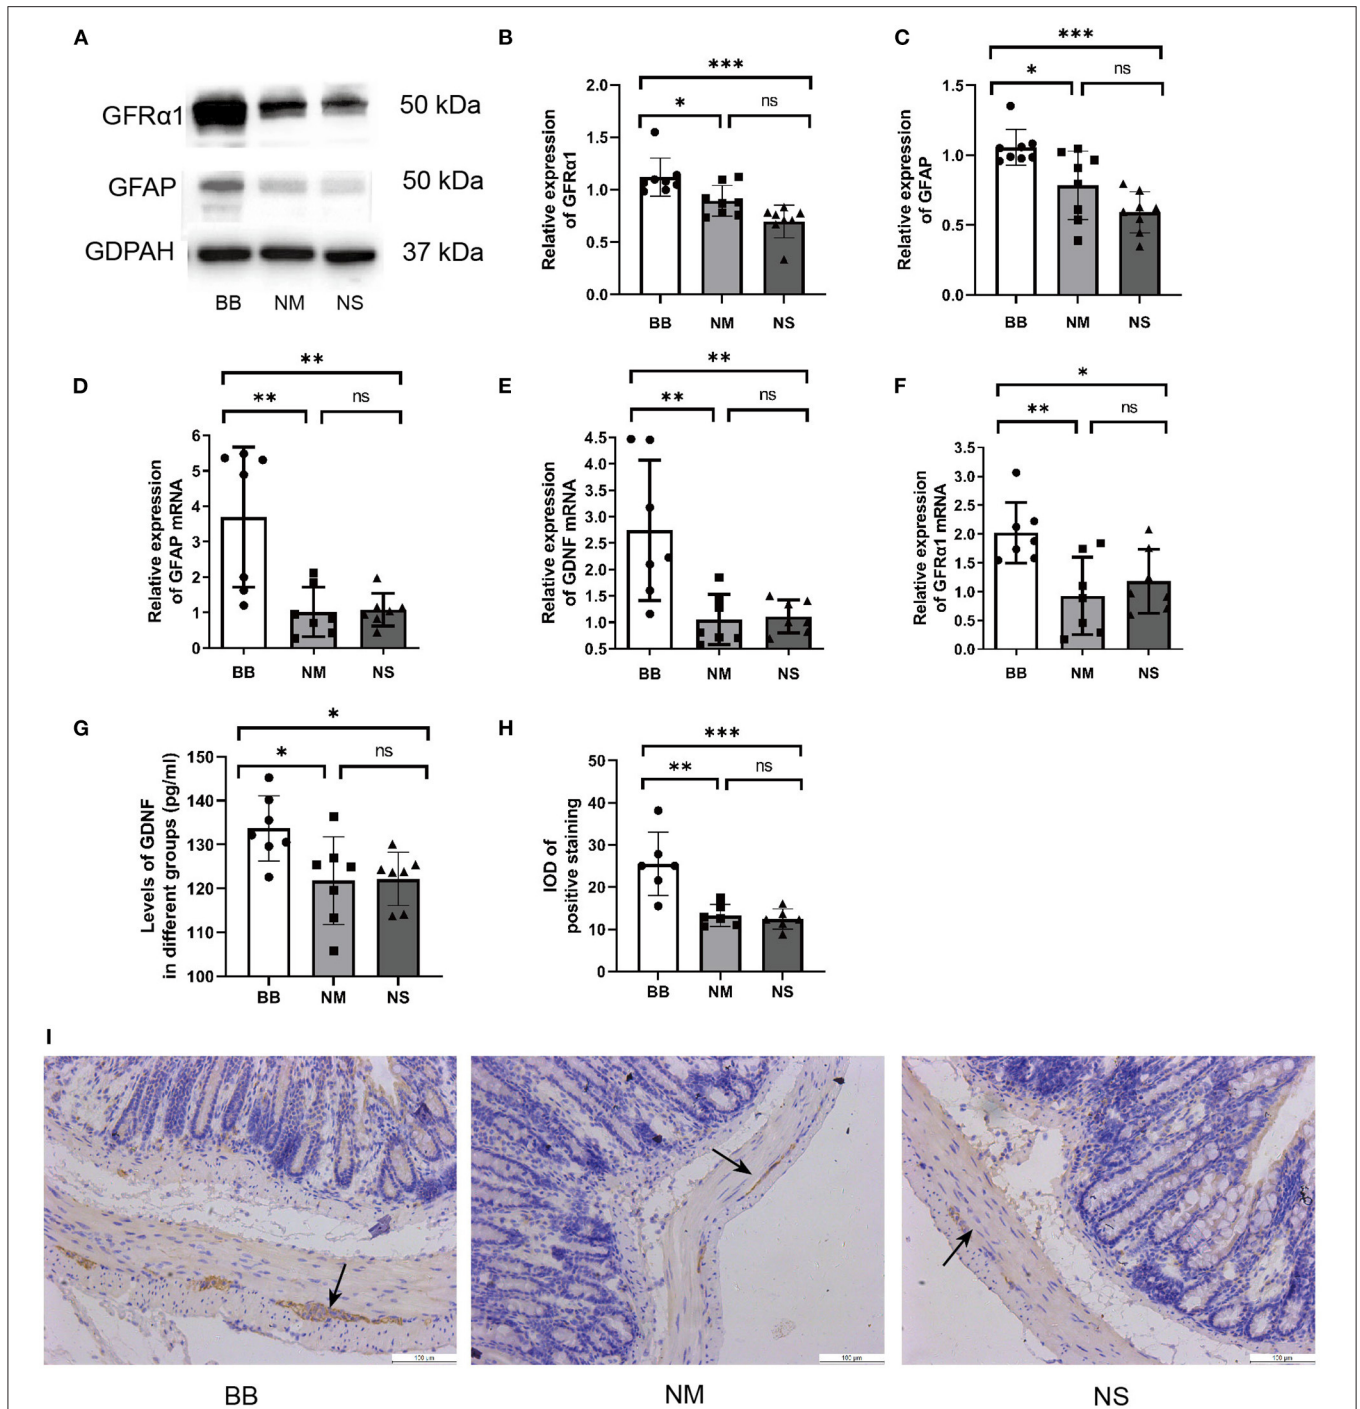 A
GFRα1
50 kDa
GFAP
50 kDa
GDPAH
37 kDa
BB
NM
NS
B
***
*
ns
Relative expression
of GFRα1
2.0
1.5
1.0
0.5
0.0
BB
NM
NS
C
***
*
ns
Relative expression
of GFAP
1.5
1.0
0.5
0.0
BB
NM
NS
D
**
**
ns
Relative expression
of GFAP mRNA
6
5
4
3
2
1
0
BB
NM
NS
E
**
**
ns
Relative expression
of GDNF mRNA
4.5
4.0
3.5
3.0
2.5
2.0
1.5
1.0
0.5
BB
NM
NS
F
*
**
ns
Relative expression
of GFRα1 mRNA
3.5
3.0
2.5
2.0
1.5
1.0
0.5
0.0
BB
NM
NS
G
*
*
ns
Levels of GDNF
in different groups (pg/ml)
150
140
130
120
110
100
BB
NM
NS
H
***
**
ns
IOD of
positive staining
50
40
30
20
10
0
BB
NM
NS
I
100 μm
100 μm
100 μm
BB
NM
NS